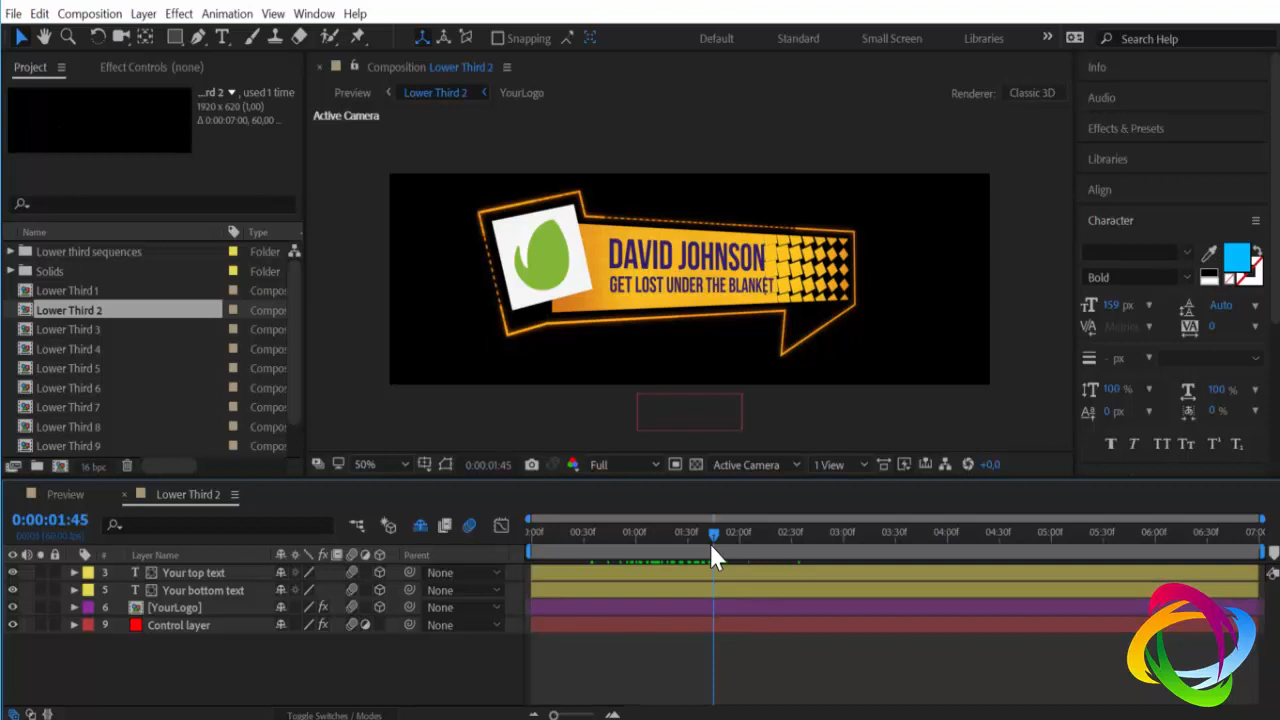 File Edit Composition Layer Effect Animation View Window Help
Snapping Default Standard Small Screen Libraries » Search Help
Project Effect Controls (none)
...rd 2 ▼, used 1 time
1920 x 620 (1,00)
Δ 0:00:07:00, 60,00 ...
Name Type
Lower third sequences Folder
Solids Folder
Lower Third 1 Compo
Lower Third 2 Compo
Lower Third 3 Compo
Lower Third 4 Compo
Lower Third 5 Compo
Lower Third 6 Compo
Lower Third 7 Compo
Lower Third 8 Compo
Lower Third 9 Compo
16 bpc
Composition Lower Third 2
Preview Lower Third 2 YourLogo
Renderer: Classic 3D
Active Camera
DAVID JOHNSON
GET LOST UNDER THE BLANKET
50% 0:00:01:45 Full Active Camera 1 View +0,0
Info
Audio
Effects & Presets
Libraries
Align
Character
Bold
159 px Auto
Metrics 0
- px
100 % 100 %
0 px 0 %
T T TT Tт T¹ T₁
Preview Lower Third 2
0:00:01:45
:00f 00:30f 01:00f 01:30f 02:00f 02:30f 03:00f 03:30f 04:00f 04:30f 05:00f 05:30f 06:00f 06:30f 07:0
# Layer Name fx Parent
3 T Your top text None
5 T Your bottom text None
6 [YourLogo] fx None
9 Control layer fx None
Toggle Switches / Modes